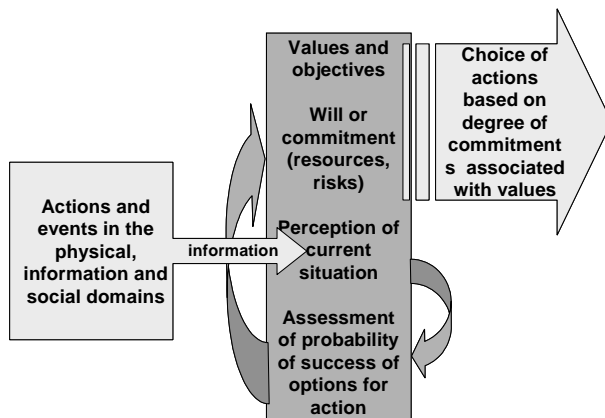 Actions and
events in the
physical,
information and
social domains
information
Values and
objectives
Will or
commitment
(resources,
risks)
Perception of
current
situation
Assessment
of probability
of success of
options for
action
Choice of
actions
based on
degree of
commitment
s associated
with values